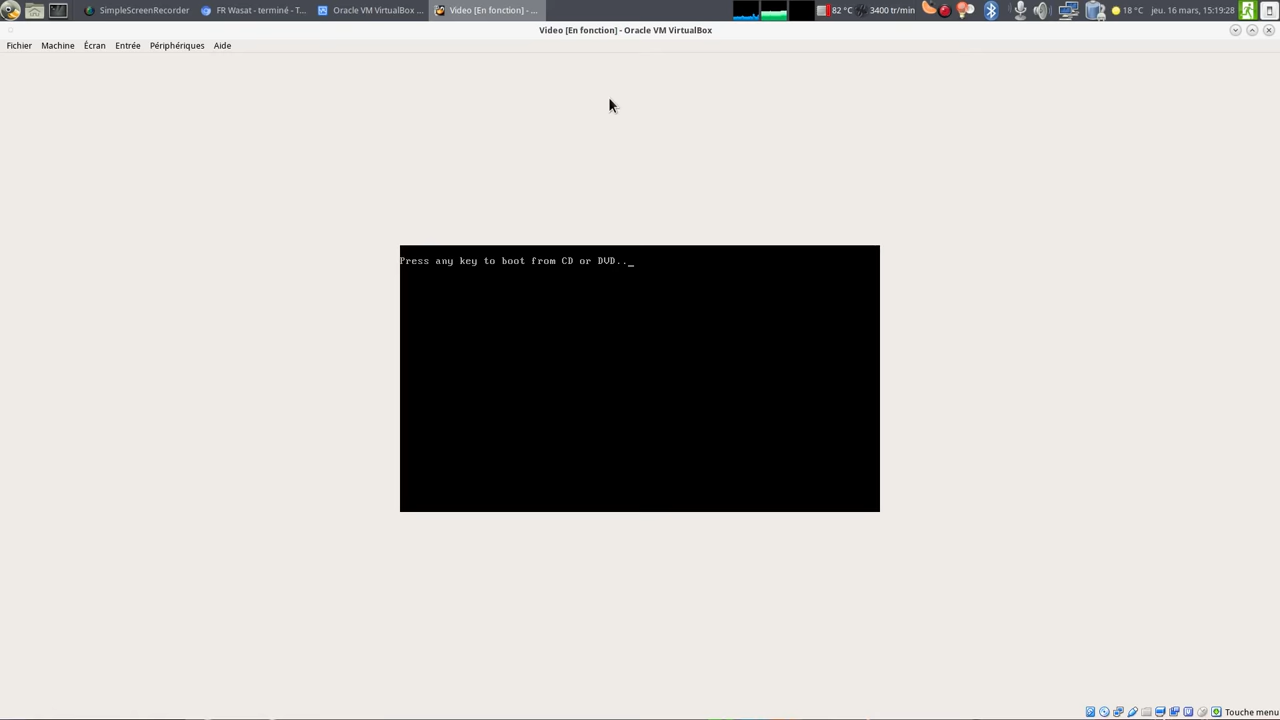 SimpleScreenRecorder
FR Wasat - terminé - T...
Oracle VM VirtualBox ...
Video [En fonction] - ...
82 °C
3400 tr/min
18 °C
jeu. 16 mars, 15:19:28
Video [En fonction] - Oracle VM VirtualBox
Fichier Machine Écran Entrée Périphériques Aide
Press any key to boot from CD or DVD.._
Touche menu